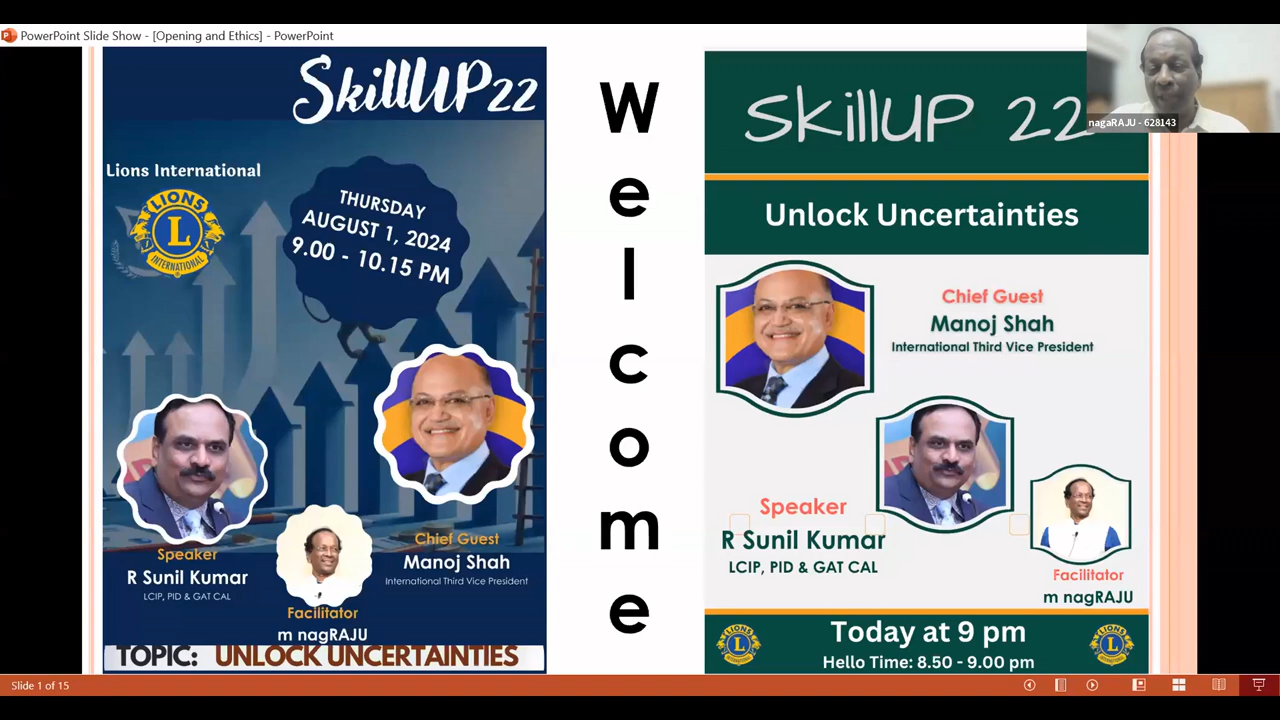 PowerPoint Slide Show - [Opening and Ethics] - PowerPoint
SkillUP22
Lions International
LIONS
L
INTERNATIONAL
THURSDAY
AUGUST 1, 2024
9.00 - 10.15 PM
Speaker
R Sunil Kumar
LCIP, PID & GAT CAL
Facilitator
m nagRAJU
Chief Guest
Manoj Shah
International Third Vice President
TOPIC: UNLOCK UNCERTAINTIES
Welcome
SkillUP 22
nagaRAJU - 628143
Unlock Uncertainties
Chief Guest
Manoj Shah
International Third Vice President
Speaker
R Sunil Kumar
LCIP, PID & GAT CAL
Facilitator
m nagRAJU
Today at 9 pm
Hello Time: 8.50 - 9.00 pm
Slide 1 of 15